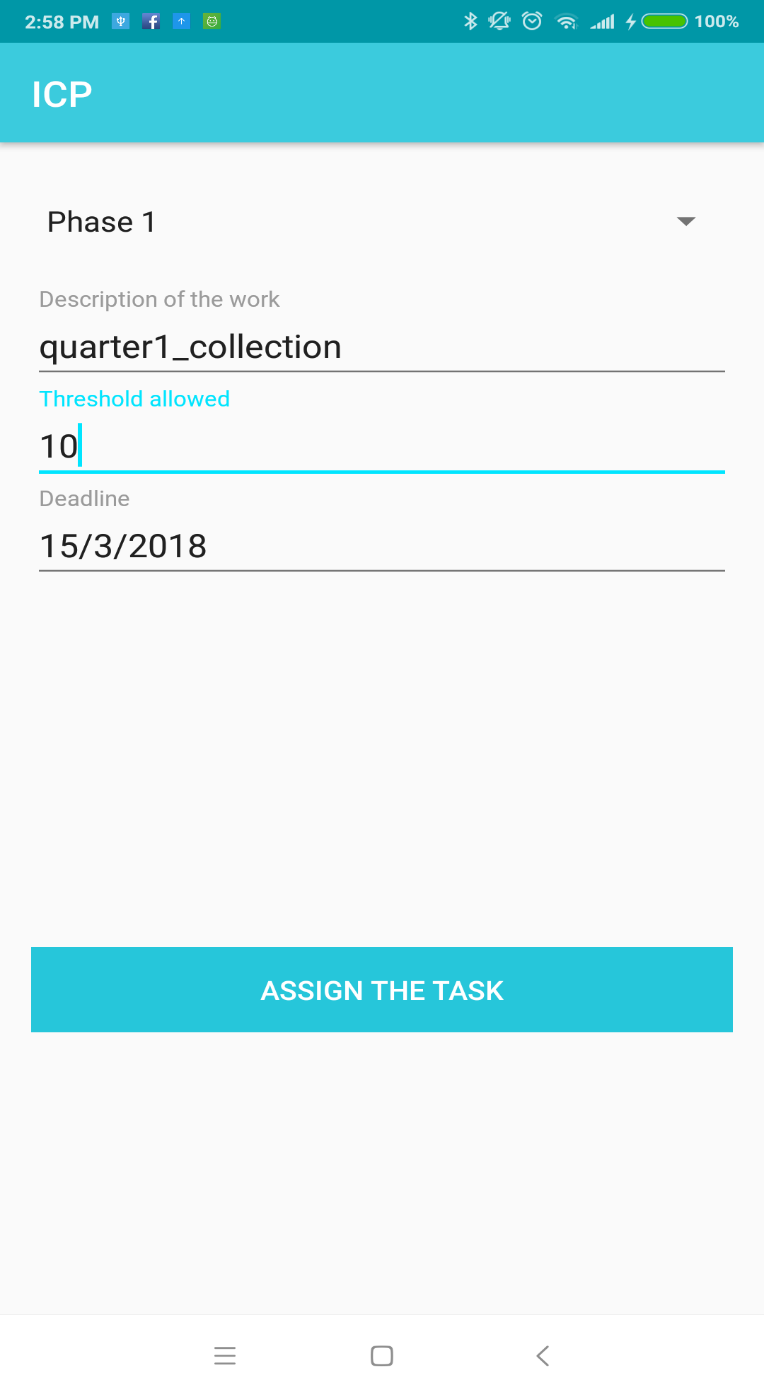 2:58 PM
100%
ICP
Phase 1
Description of the work
quarter1_collection
Threshold allowed
10
Deadline
15/3/2018
ASSIGN THE TASK